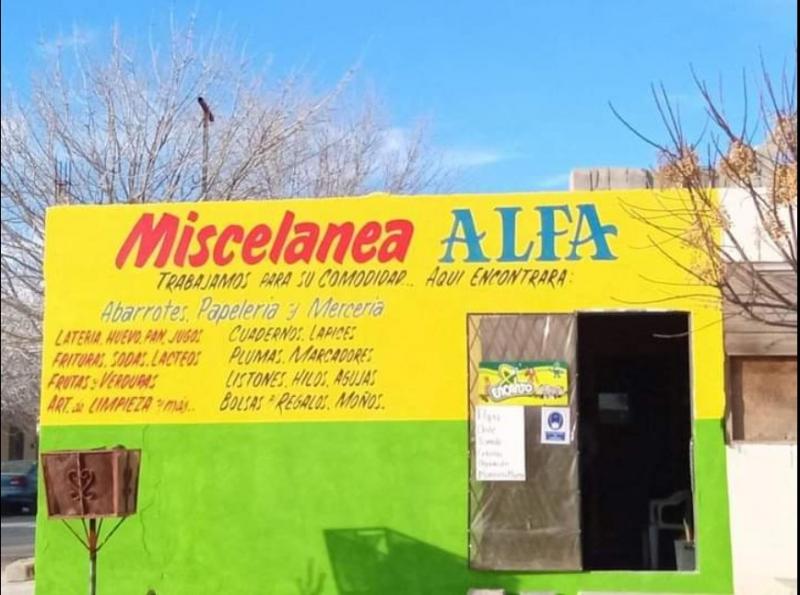 Miscelanea ALFA
TRABAJAMOS PARA SU COMODIDAD... AQUI ENCONTRARA:
Abarrotes, Papeleria y Merceria
LATERIA, HUEVO, PAN, JUGOS
FRITURAS, SODAS, LACTEOS
FRUTAS y VERDURAS
ART. de LIMPIEZA y más..
CUADERNOS, LAPICES
PLUMAS, MARCADORES
LISTONES, HILOS, AGUJAS
BOLSAS REGALOS, MOÑOS.
ENCANTO